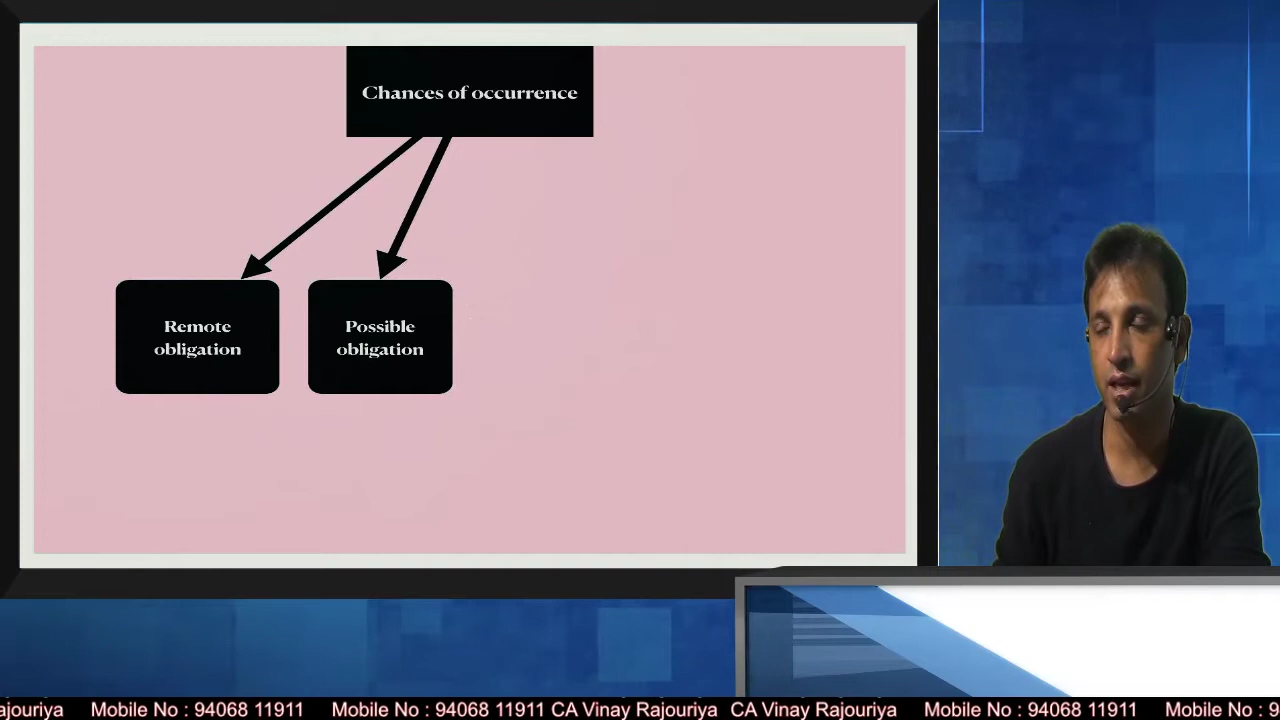 Chances of occurrence
Remote
obligation
Possible
obligation
ajouriya Mobile No : 94068 11911 Mobile No : 94068 11911 CA Vinay Rajouriya CA Vinay Rajouriya Mobile No : 94068 11911 Mobile No : 9